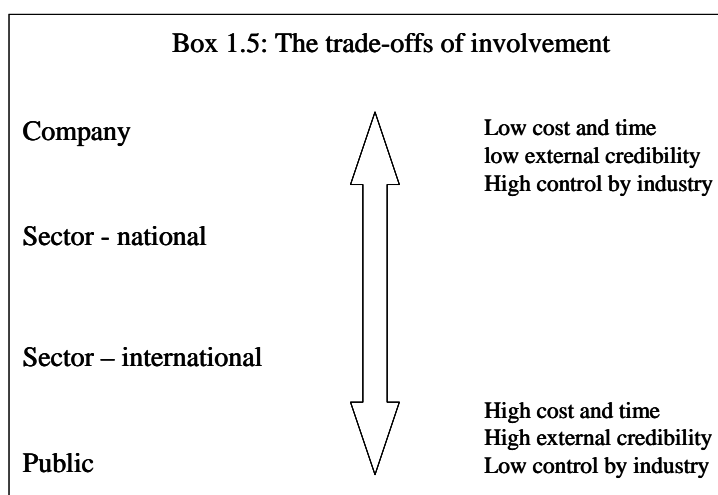 Box 1.5: The trade-offs of involvement
Company
Low cost and time
low external credibility
High control by industry
Sector - national
Sector – international
High cost and time
High external credibility
Public
Low control by industry